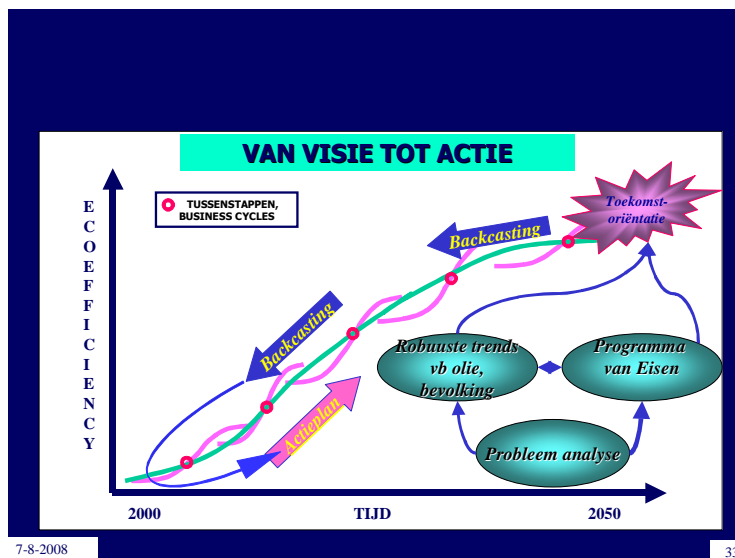 VAN VISIE TOT ACTIE
ECOEFFICIENCY
TUSSENSTAPPEN,
BUSINESS CYCLES
Toekomst-
oriëntatie
Backcasting
Backcasting
Actieplan
Robuuste trends
vb olie,
bevolking
Programma
van Eisen
Probleem analyse
2000
TIJD
2050
7-8-2008